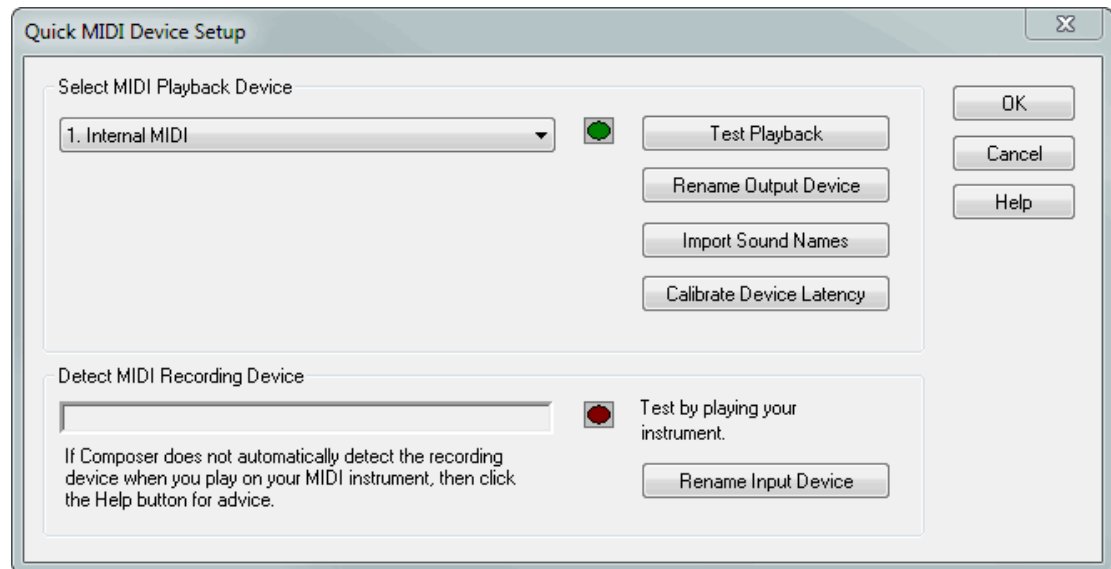 Quick MIDI Device Setup
Select MIDI Playback Device
1. Internal MIDI
Test Playback
Rename Output Device
Import Sound Names
Calibrate Device Latency
OK
Cancel
Help
Detect MIDI Recording Device
Test by playing your
instrument.
If Composer does not automatically detect the recording
device when you play on your MIDI instrument, then click
the Help button for advice.
Rename Input Device